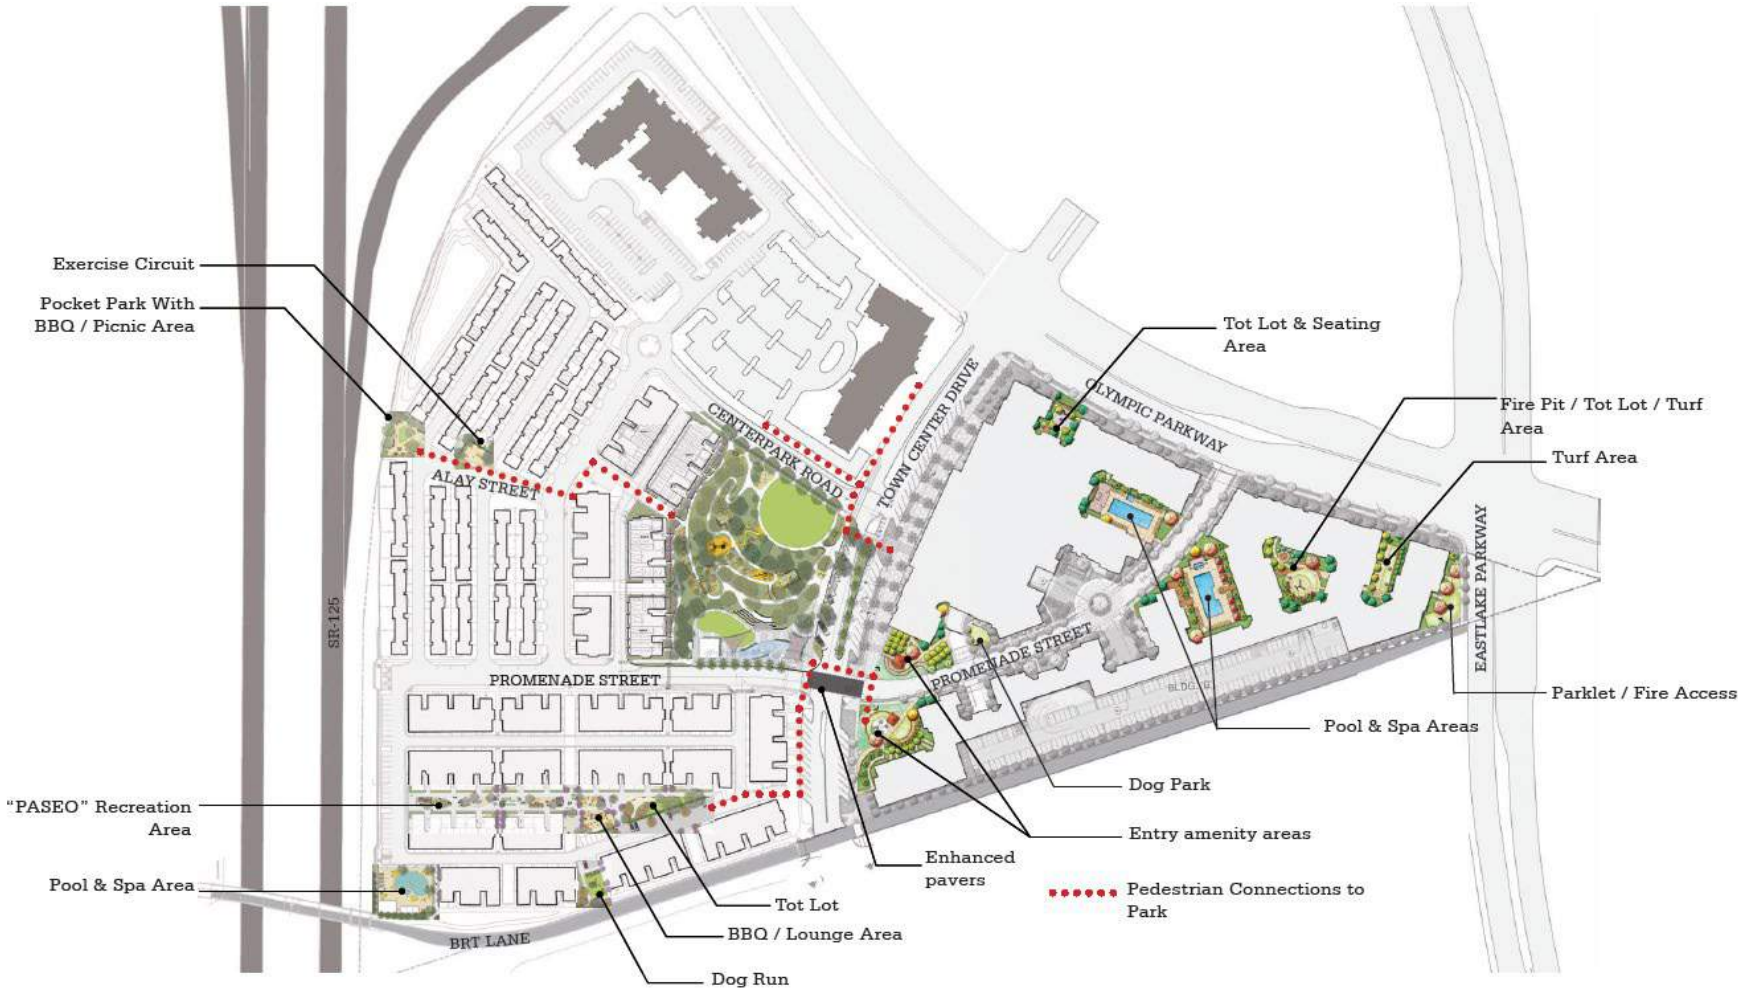 Exercise Circuit
Pocket Park With
BBQ / Picnic Area
Tot Lot & Seating
Area
OLYMPIC PARKWAY
Fire Pit / Tot Lot / Turf
Area
Turf Area
CENTERPARK ROAD
TOWN CENTER DRIVE
ALAY STREET
EASTLAKE PARKWAY
SR-125
PROMENADE STREET
PROMENADE STREET
Parklet / Fire Access
Pool & Spa Areas
Dog Park
Entry amenity areas
"PASEO" Recreation
Area
Enhanced
pavers
Pool & Spa Area
Pedestrian Connections to
Park
Tot Lot
BBQ / Lounge Area
BRT LANE
Dog Run